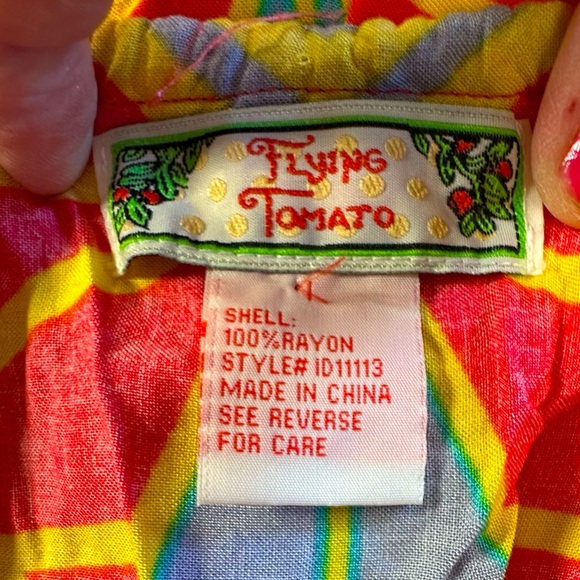 FLYING
TOMATO
SHELL:
100%RAYON
STYLE# ID11113
MADE IN CHINA
SEE REVERSE
FOR CARE